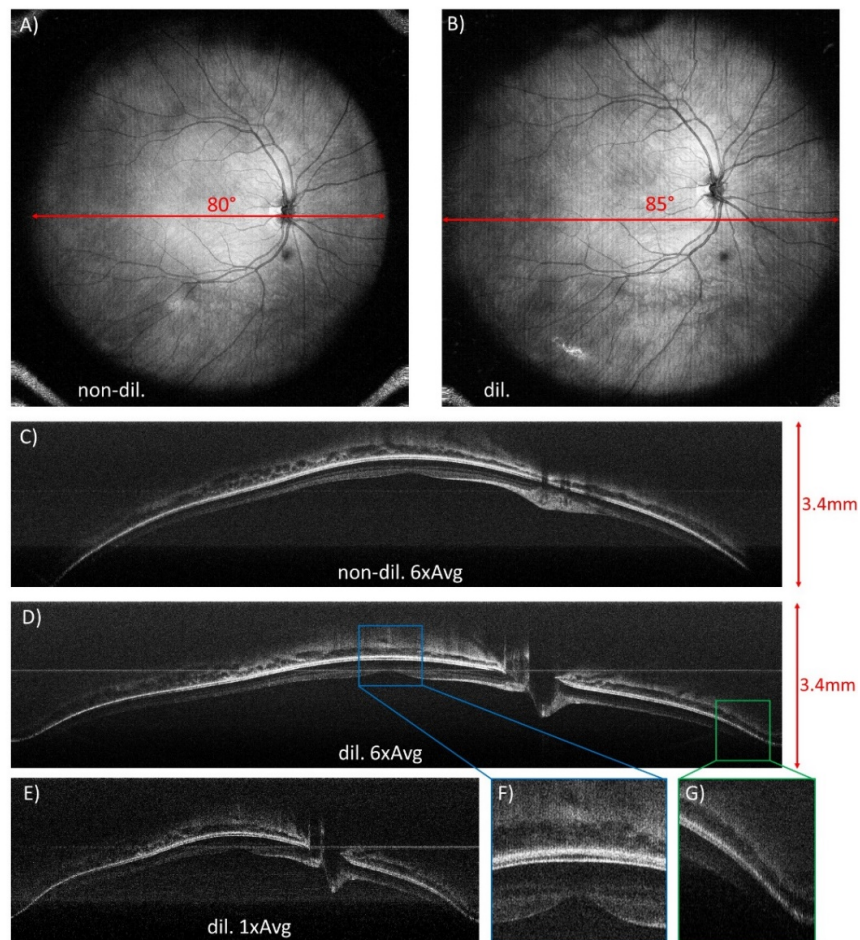 A)
80°
non-dil.
B)
85°
dil.
C)
3.4mm
non-dil. 6xAvg
D)
3.4mm
dil. 6xAvg
E)
dil. 1xAvg
F)
G)